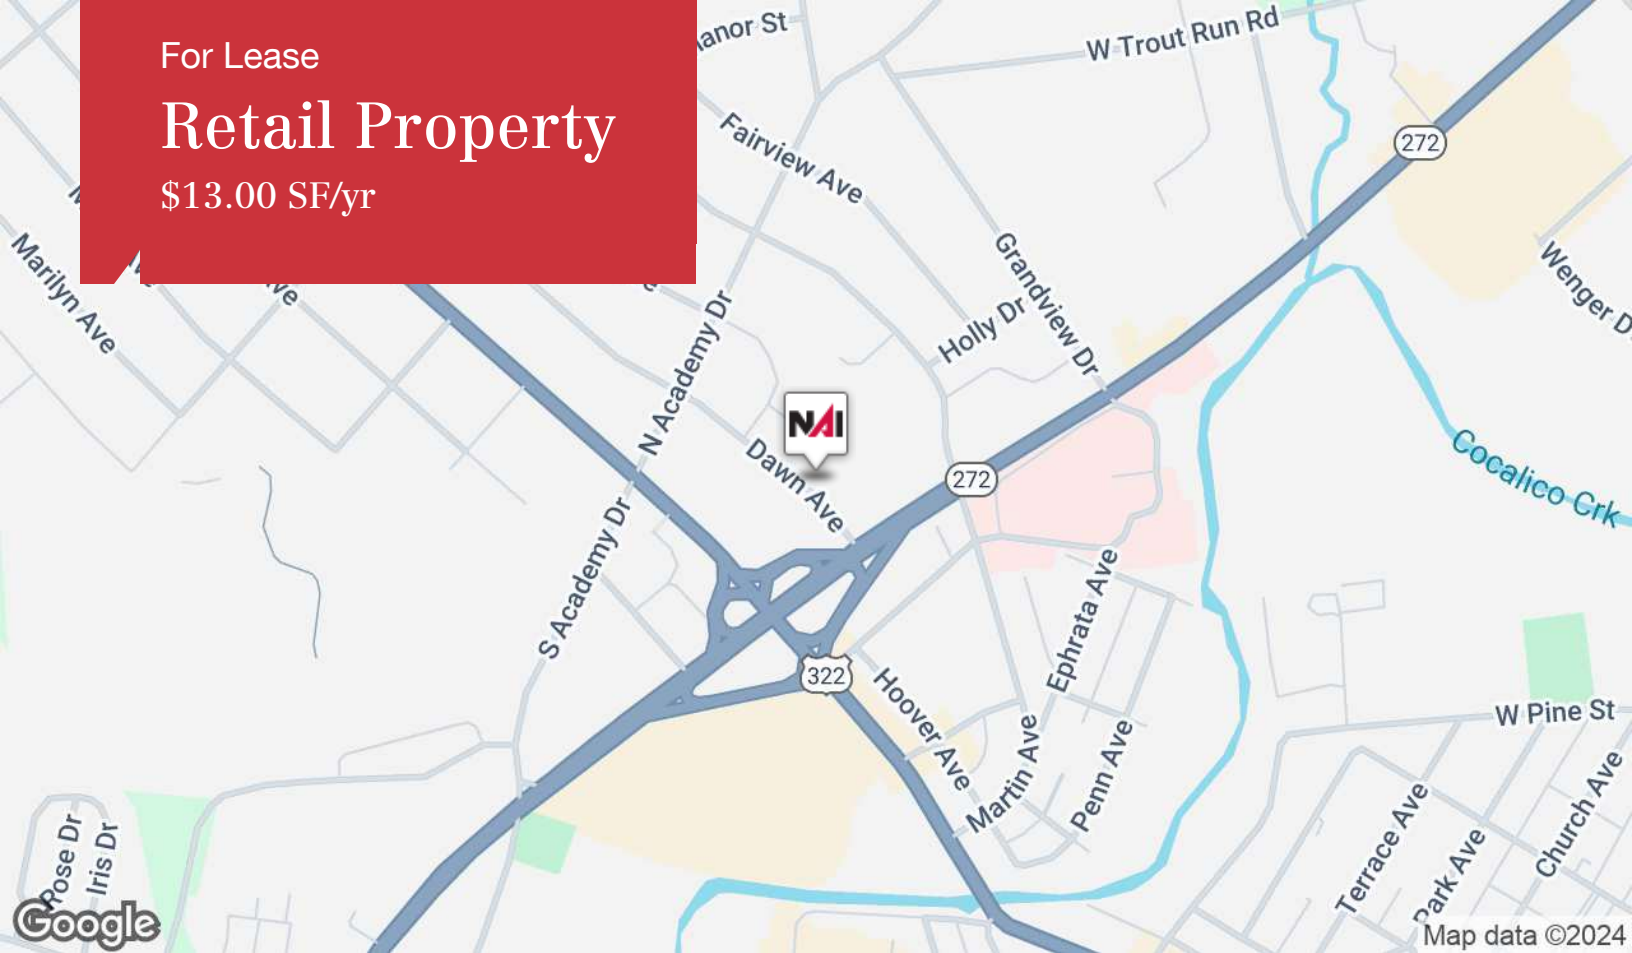 For Lease
Retail Property
$13.00 SF/yr
W Trout Run Rd
272
Fairview Ave
Marilyn Ave
Grandview Dr
Holly Dr
Wenger
N Academy Dr
NAI
Dawn Ave
272
Cocalico Crk
S Academy Dr
Ephrata Ave
322
Hoover Ave
W Pine St
Martin Ave
Penn Ave
Rose Dr
Iris Dr
Terrace Ave
Park Ave
Church Ave
Google
Map data ©2024